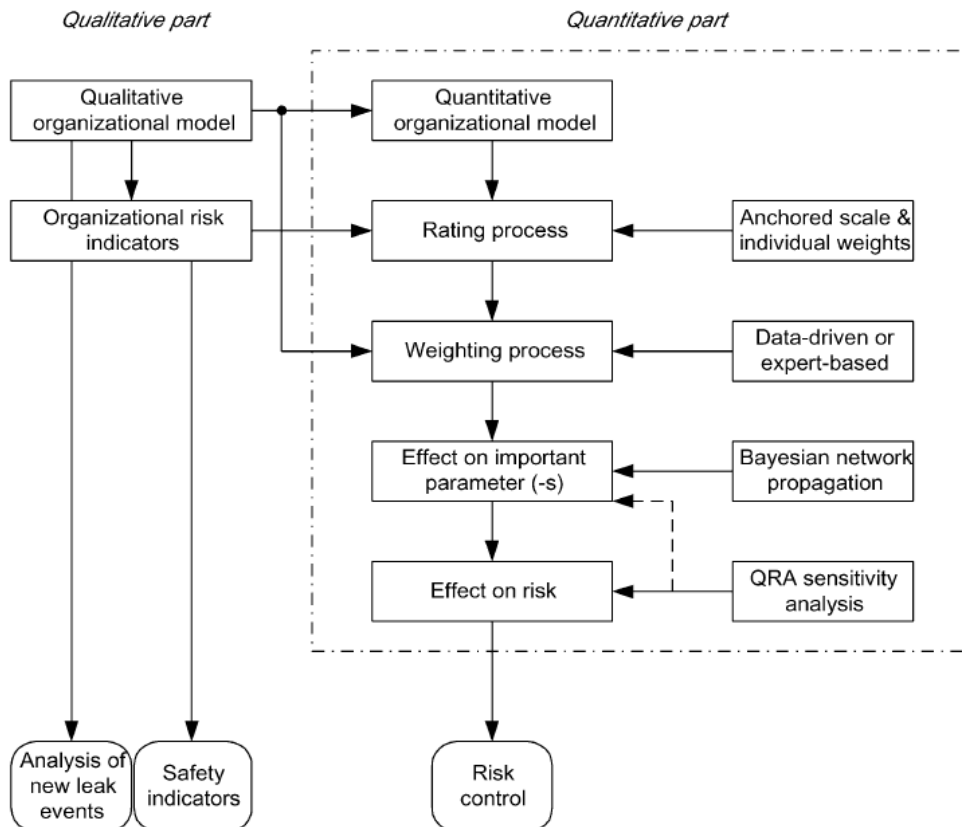 Qualitative part
Quantitative part
Qualitative
organizational model
Quantitative
organizational model
Organizational risk
indicators
Rating process
Anchored scale &
individual weights
Weighting process
Data-driven or
expert-based
Effect on important
parameter (-s)
Bayesian network
propagation
Effect on risk
QRA sensitivity
analysis
Analysis of
new leak
events
Safety
indicators
Risk
control